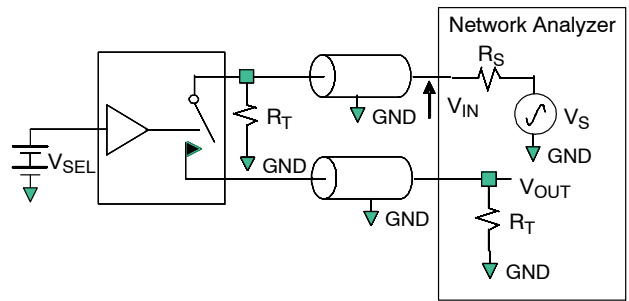 Network Analyzer
RS
RT
GND
VIN
VS
GND
VSEL
GND
VOUT
GND
RT
GND